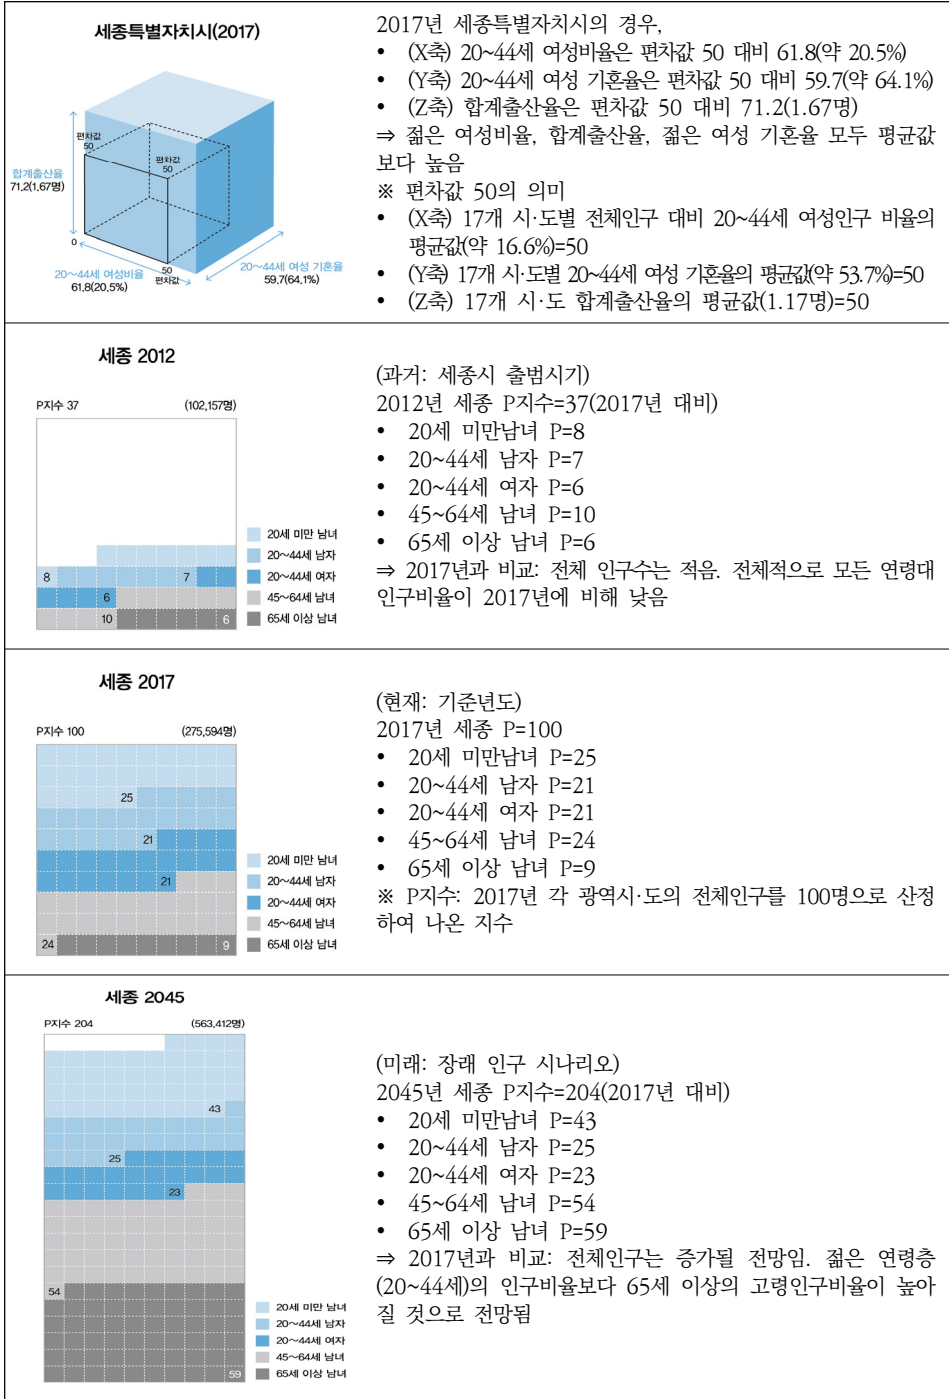 세종특별자치시(2017)
편차값
50
편차값
50
합계출산율
71.2(1.67명)
0
20~44세 여성비율
61.8(20.5%)
50
편차값
20~44세 여성 기혼율
59.7(64.1%)
2017년 세종특별자치시의 경우,
• (X축) 20~44세 여성비율은 편차값 50 대비 61.8(약 20.5%)
• (Y축) 20~44세 여성 기혼율은 편차값 50 대비 59.7(약 64.1%)
• (Z축) 합계출산율은 편차값 50 대비 71.2(1.67명)
⇒ 젊은 여성비율, 합계출산율, 젊은 여성 기혼율 모두 평균값
보다 높음
※ 편차값 50의 의미
• (X축) 17개 시·도별 전체인구 대비 20~44세 여성인구 비율의
평균값(약 16.6%)=50
• (Y축) 17개 시·도별 20~44세 여성 기혼율의 평균값(약 53.7%)=50
• (Z축) 17개 시·도 합계출산율의 평균값(1.17명)=50
세종 2012
P지수 37 (102,157명)
8
7
6
10
6
20세 미만 남녀
20~44세 남자
20~44세 여자
45~64세 남녀
65세 이상 남녀
(과거: 세종시 출범시기)
2012년 세종 P지수=37(2017년 대비)
• 20세 미만남녀 P=8
• 20~44세 남자 P=7
• 20~44세 여자 P=6
• 45~64세 남녀 P=10
• 65세 이상 남녀 P=6
⇒ 2017년과 비교: 전체 인구수는 적음. 전체적으로 모든 연령대
인구비율이 2017년에 비해 낮음
세종 2017
P지수 100 (275,594명)
25
21
21
24
9
20세 미만 남녀
20~44세 남자
20~44세 여자
45~64세 남녀
65세 이상 남녀
(현재: 기준년도)
2017년 세종 P=100
• 20세 미만남녀 P=25
• 20~44세 남자 P=21
• 20~44세 여자 P=21
• 45~64세 남녀 P=24
• 65세 이상 남녀 P=9
※ P지수: 2017년 각 광역시·도의 전체인구를 100명으로 산정
하여 나온 지수
세종 2045
P지수 204 (563,412명)
43
25
23
54
59
20세 미만 남녀
20~44세 남자
20~44세 여자
45~64세 남녀
65세 이상 남녀
(미래: 장래 인구 시나리오)
2045년 세종 P지수=204(2017년 대비)
• 20세 미만남녀 P=43
• 20~44세 남자 P=25
• 20~44세 여자 P=23
• 45~64세 남녀 P=54
• 65세 이상 남녀 P=59
⇒ 2017년과 비교: 전체인구는 증가될 전망임. 젊은 연령층
(20~44세)의 인구비율보다 65세 이상의 고령인구비율이 높아
질 것으로 전망됨